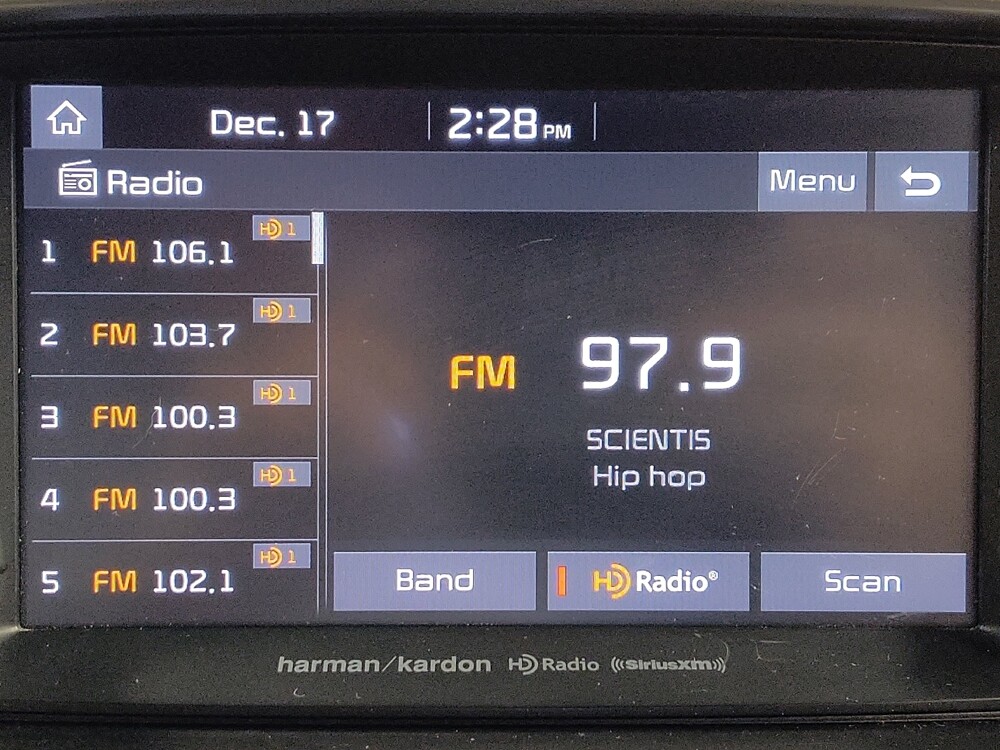 Dec. 17 2:28 PM
Radio Menu
1 FM 106.1 HD 1
2 FM 103.7 HD 1
3 FM 100.3 HD 1
4 FM 100.3 HD 1
5 FM 102.1 HD 1
FM 97.9
SCIENTIS
Hip hop
Band HD Radio® Scan
harman/kardon HD Radio ((SiriusXM))